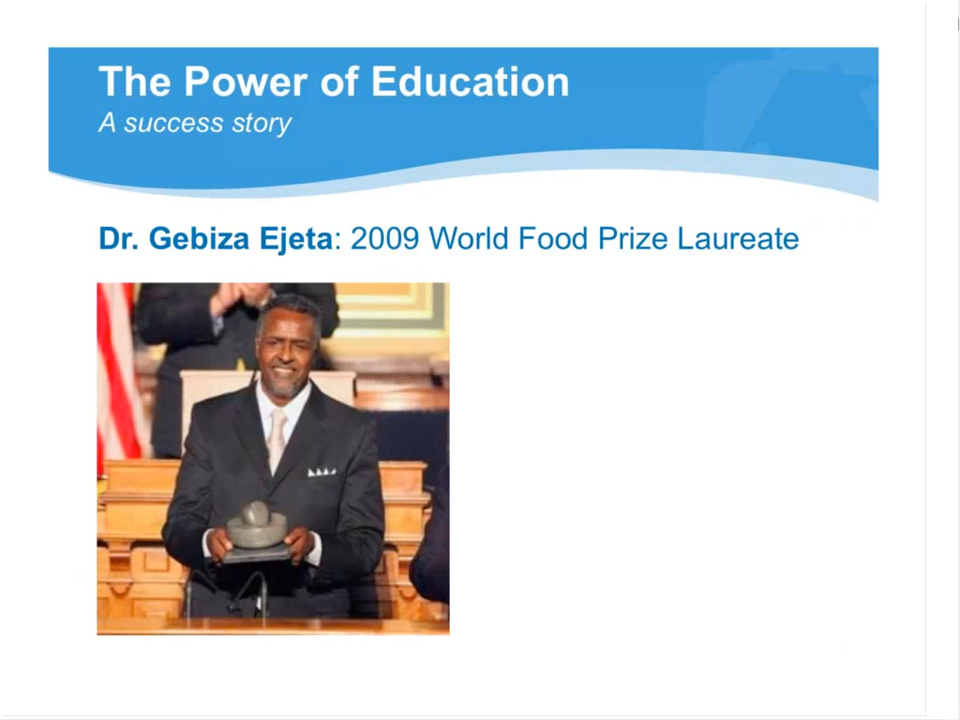 The Power of Education
A success story
Dr. Gebiza Ejeta: 2009 World Food Prize Laureate